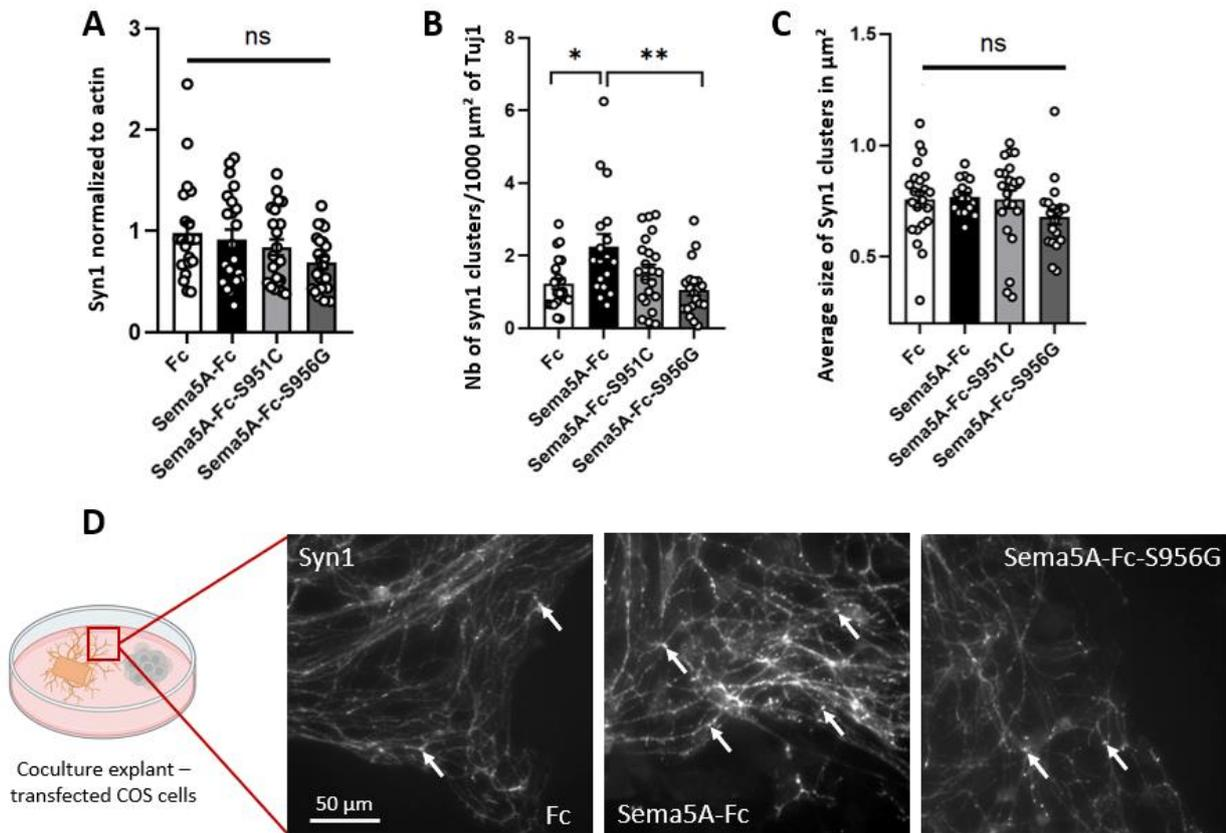 A
Syn1 normalized to actin
3
2
1
0
ns
Fc
Sema5A-Fc
Sema5A-Fc-S951C
Sema5A-Fc-S956G
B
Nb of syn1 clusters/1000 µm² of Tuj1
8
6
4
2
0
*
**
Fc
Sema5A-Fc
Sema5A-Fc-S951C
Sema5A-Fc-S956G
C
Average size of Syn1 clusters in µm²
1.5
1.0
0.5
ns
Fc
Sema5A-Fc
Sema5A-Fc-S951C
Sema5A-Fc-S956G
D
Coculture explant –
transfected COS cells
Syn1
50 µm
Fc
Sema5A-Fc
Sema5A-Fc-S956G